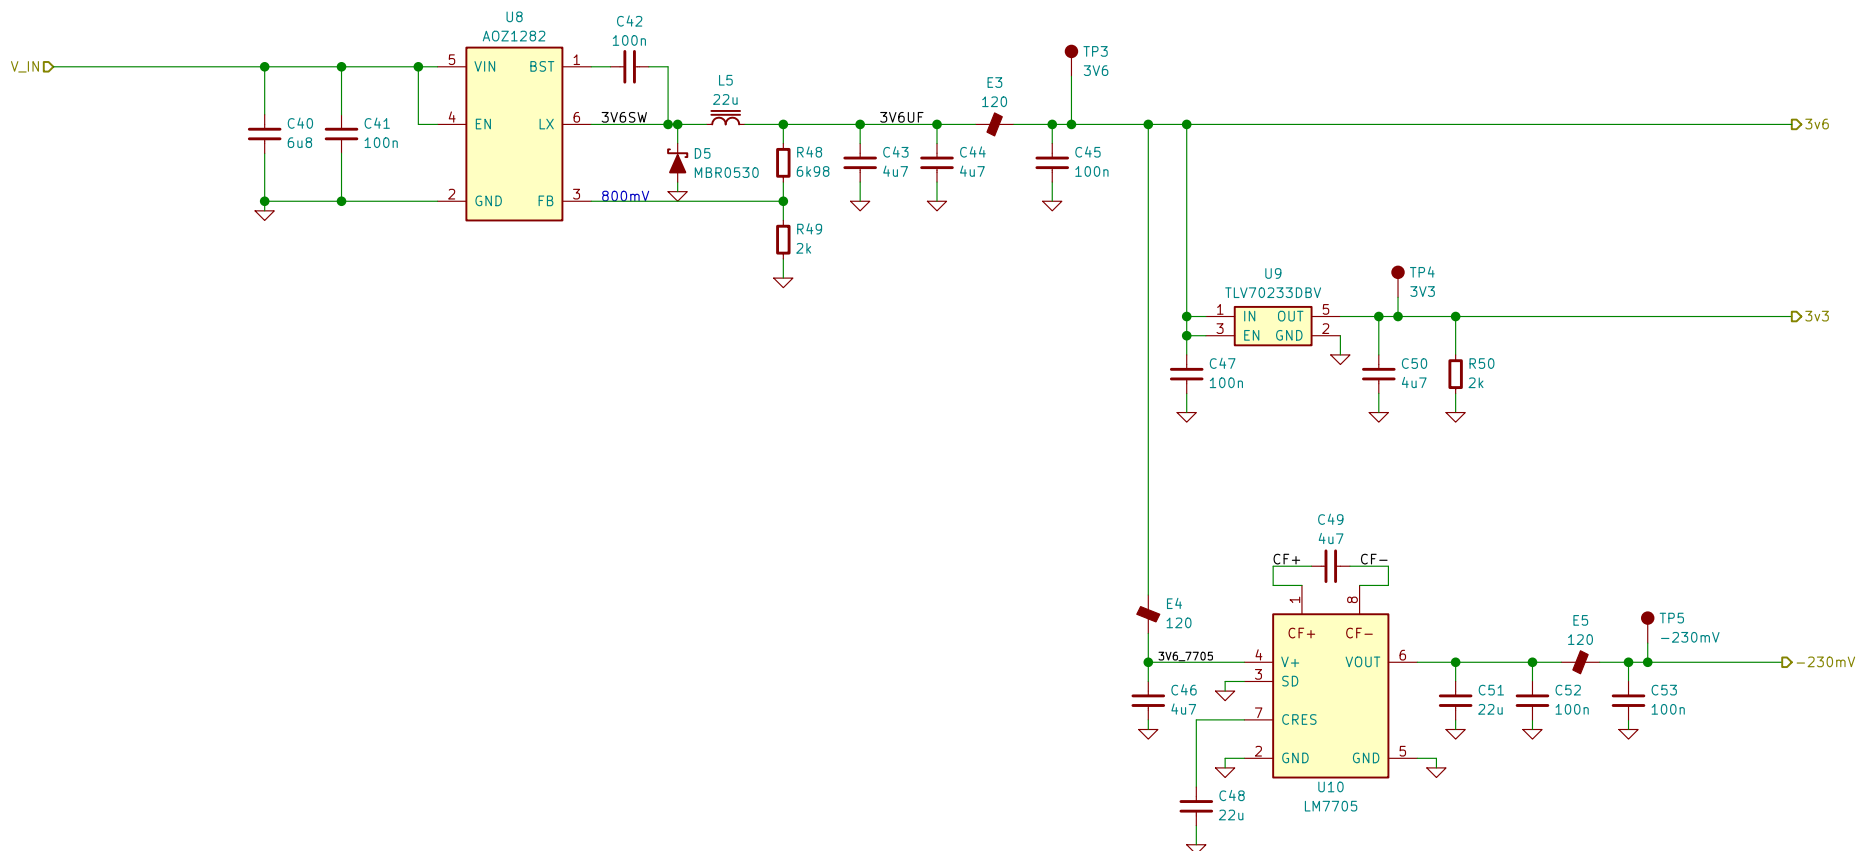 V_IN
C40
6u8
C41
100n
U8
AOZ1282
5
VIN
BST
1
4
EN
LX
6
2
GND
FB
3
C42
100n
3V6SW
L5
22u
D5
MBR0530
800mV
R48
6k98
R49
2k
3V6UF
C43
4u7
C44
4u7
E3
120
C45
100n
TP3
3V6
3v6
U9
TLV70233DBV
1
IN
OUT
5
3
EN
GND
2
C47
100n
TP4
3V3
C50
4u7
R50
2k
3v3
C49
4u7
CF+
CF-
1
8
E4
120
3V6_7705
C46
4u7
CF+
CF-
4
V+
VOUT
6
3
SD
7
CRES
2
GND
GND
5
U10
LM7705
C48
22u
C51
22u
C52
100n
E5
120
C53
100n
TP5
-230mV
-230mV